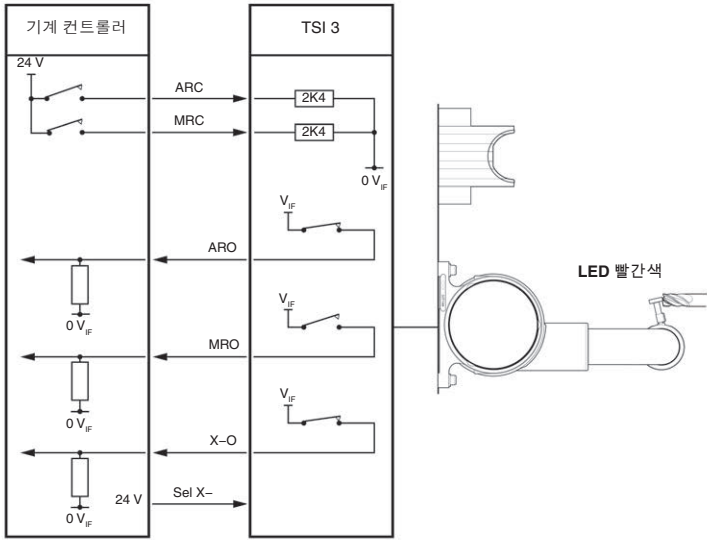 기계 컨트롤러
TSI 3
24 V
ARC
2K4
MRC
2K4
0 VIF
VIF
ARO
LED 빨간색
0 VIF
VIF
MRO
0 VIF
VIF
X–O
24 V
Sel X–
0 VIF